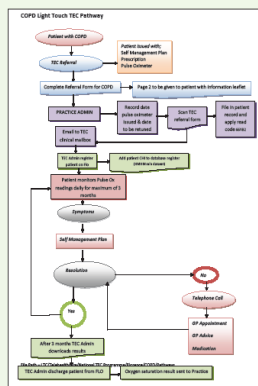 COPD Light Touch TEC Pathway
Patient with COPD
Patient issued with;
Self Management Plan
Prescription
Pulse Oximeter
TEC Referral
Complete Referral Form for COPD
Page 2 to be given to patient with information leaflet
PRACTICE ADMIN
Record date
pulse oximeter
issued & date
to be reused
Scan TEC
referral form
File in patient
record and
apply read
code
Email to TEC
clinical mailbox
TEC Admin register
patient on
Add patient CHI to database register
Patient monitors Pulse Ox
readings daily for maximum of 3
months
Symptoms
Self Management Plan
Resolution
No
Yes
Telephone Call
GP Appointment
GP Advice
Medication
After 3 months TEC Admin
downloads results
TEC Admin discharge patient from FLO
Oxygen saturation result sent to Practice